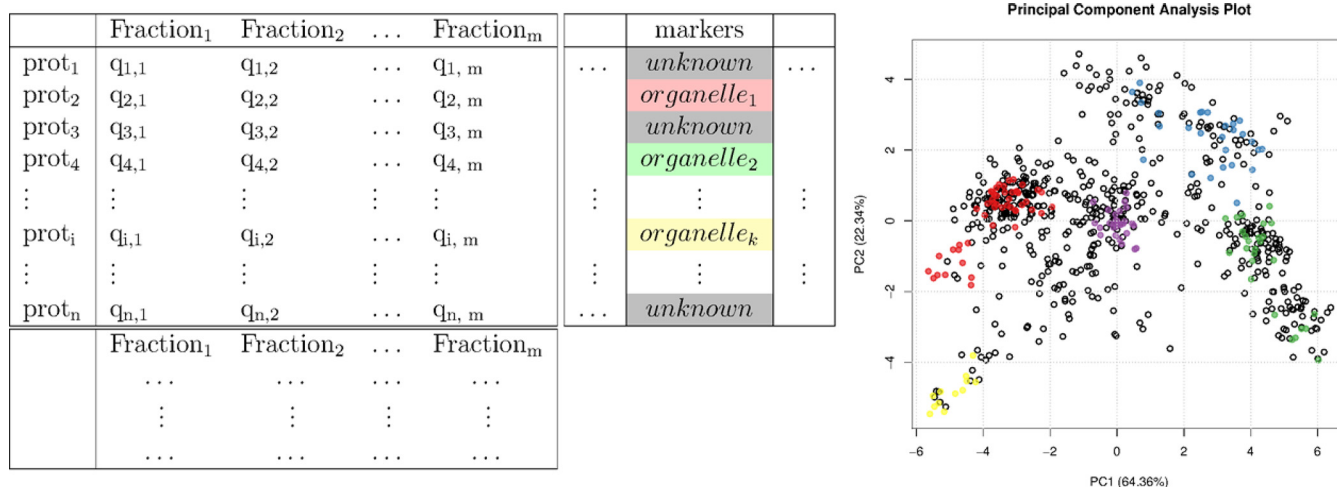 Fraction₁ Fraction₂ … Fractionₘ markers
prot₁ q₁,₁ q₁,₂ … q₁, ₘ … unknown …
prot₂ q₂,₁ q₂,₂ … q₂, ₘ organelle₁
prot₃ q₃,₁ q₃,₂ … q₃, ₘ unknown
prot₄ q₄,₁ q₄,₂ … q₄, ₘ organelle₂
⋮ ⋮ ⋮ ⋮ ⋮ ⋮ ⋮ ⋮
protᵢ qᵢ,₁ qᵢ,₂ … qᵢ, ₘ organelleₖ
⋮ ⋮ ⋮ ⋮ ⋮ ⋮ ⋮ ⋮
protₙ qₙ,₁ qₙ,₂ … qₙ, ₘ … unknown …
Fraction₁ Fraction₂ … Fractionₘ
… … … …
⋮ ⋮ ⋮ ⋮
… … … …
Principal Component Analysis Plot
PC2 (22.34%)
4
2
0
−2
−4
−6 −4 −2 0 2 4 6
PC1 (64.36%)